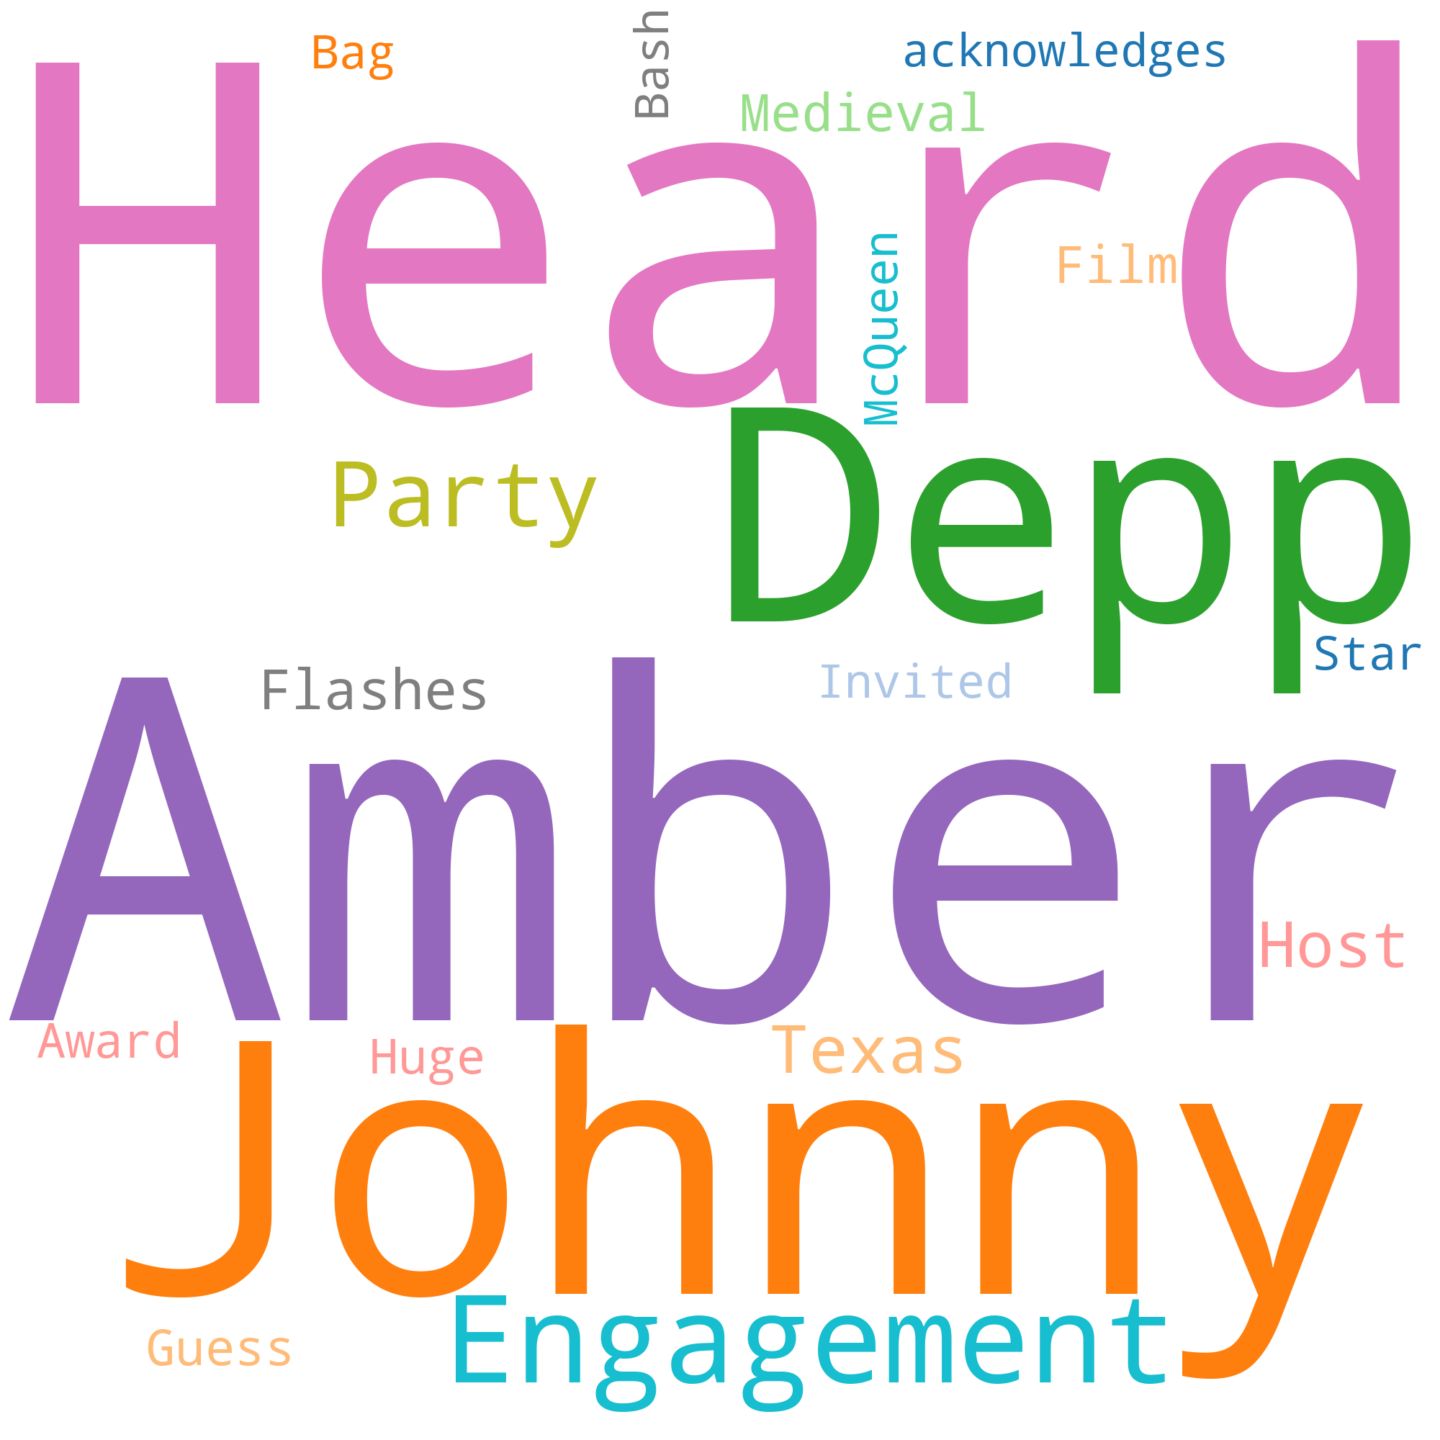 Bag
Bash
acknowledges
Medieval
Heard
Film
McQueen
Depp
Party
Star
Flashes
Invited
Amber
Host
Award
Huge
Texas
Johnny
Guess
Engagement